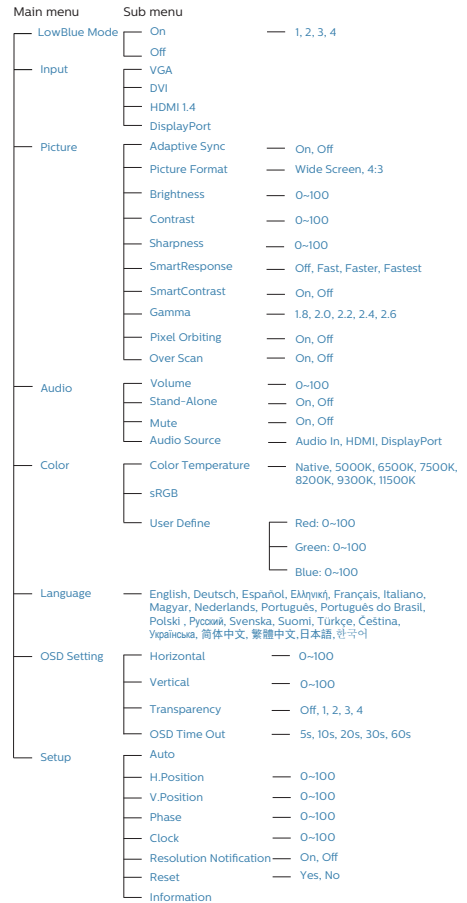 Main menu Sub menu
LowBlue Mode On 1, 2, 3, 4
Off
Input VGA
DVI
HDMI 1.4
DisplayPort
Picture Adaptive Sync On, Off
Picture Format Wide Screen, 4:3
Brightness 0~100
Contrast 0~100
Sharpness 0~100
SmartResponse Off, Fast, Faster, Fastest
SmartContrast On, Off
Gamma 1.8, 2.0, 2.2, 2.4, 2.6
Pixel Orbiting On, Off
Over Scan On, Off
Audio Volume 0~100
Stand-Alone On, Off
Mute On, Off
Audio Source Audio In, HDMI, DisplayPort
Color Color Temperature Native, 5000K, 6500K, 7500K,
8200K, 9300K, 11500K
sRGB
User Define Red: 0~100
Green: 0~100
Blue: 0~100
Language English, Deutsch, Español, Ελληνική, Français, Italiano,
Magyar, Nederlands, Português, Português do Brasil,
Polski , Русский, Svenska, Suomi, Türkçe, Čeština,
Українська, 简体中文, 繁體中文,日本語,한국어
OSD Setting Horizontal 0~100
Vertical 0~100
Transparency Off, 1, 2, 3, 4
OSD Time Out 5s, 10s, 20s, 30s, 60s
Setup Auto
H.Position 0~100
V.Position 0~100
Phase 0~100
Clock 0~100
Resolution Notification On, Off
Reset Yes, No
Information